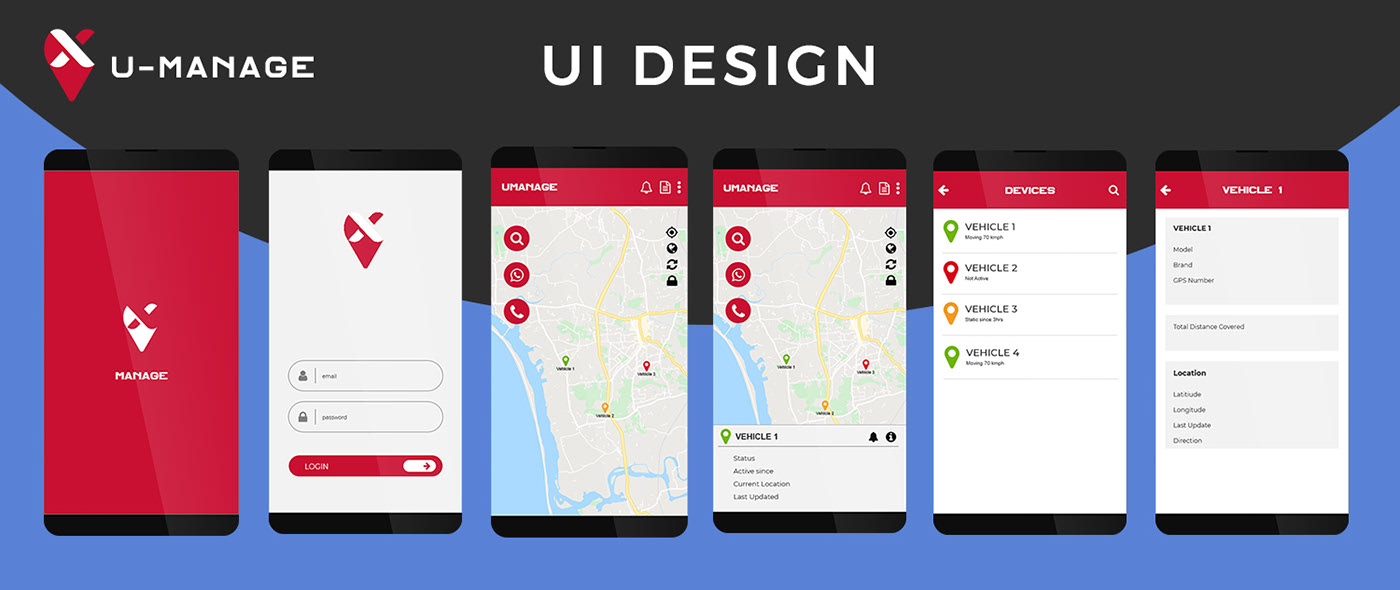 U-MANAGE
UI DESIGN
MANAGE
email
password
LOGIN
UMANAGE
Vehicle 1
Vehicle 3
Vehicle 2
UMANAGE
Vehicle 1
Vehicle 3
Vehicle 2
VEHICLE 1
Status
Active since
Current Location
Last Updated
DEVICES
VEHICLE 1
Moving 70 kmph
VEHICLE 2
Not Active
VEHICLE 3
Static since 3hrs
VEHICLE 4
Moving 70 kmph
VEHICLE 1
VEHICLE 1
Model
Brand
GPS Number
Total Distance Covered
Location
Latitiude
Longitude
Last Update
Direction